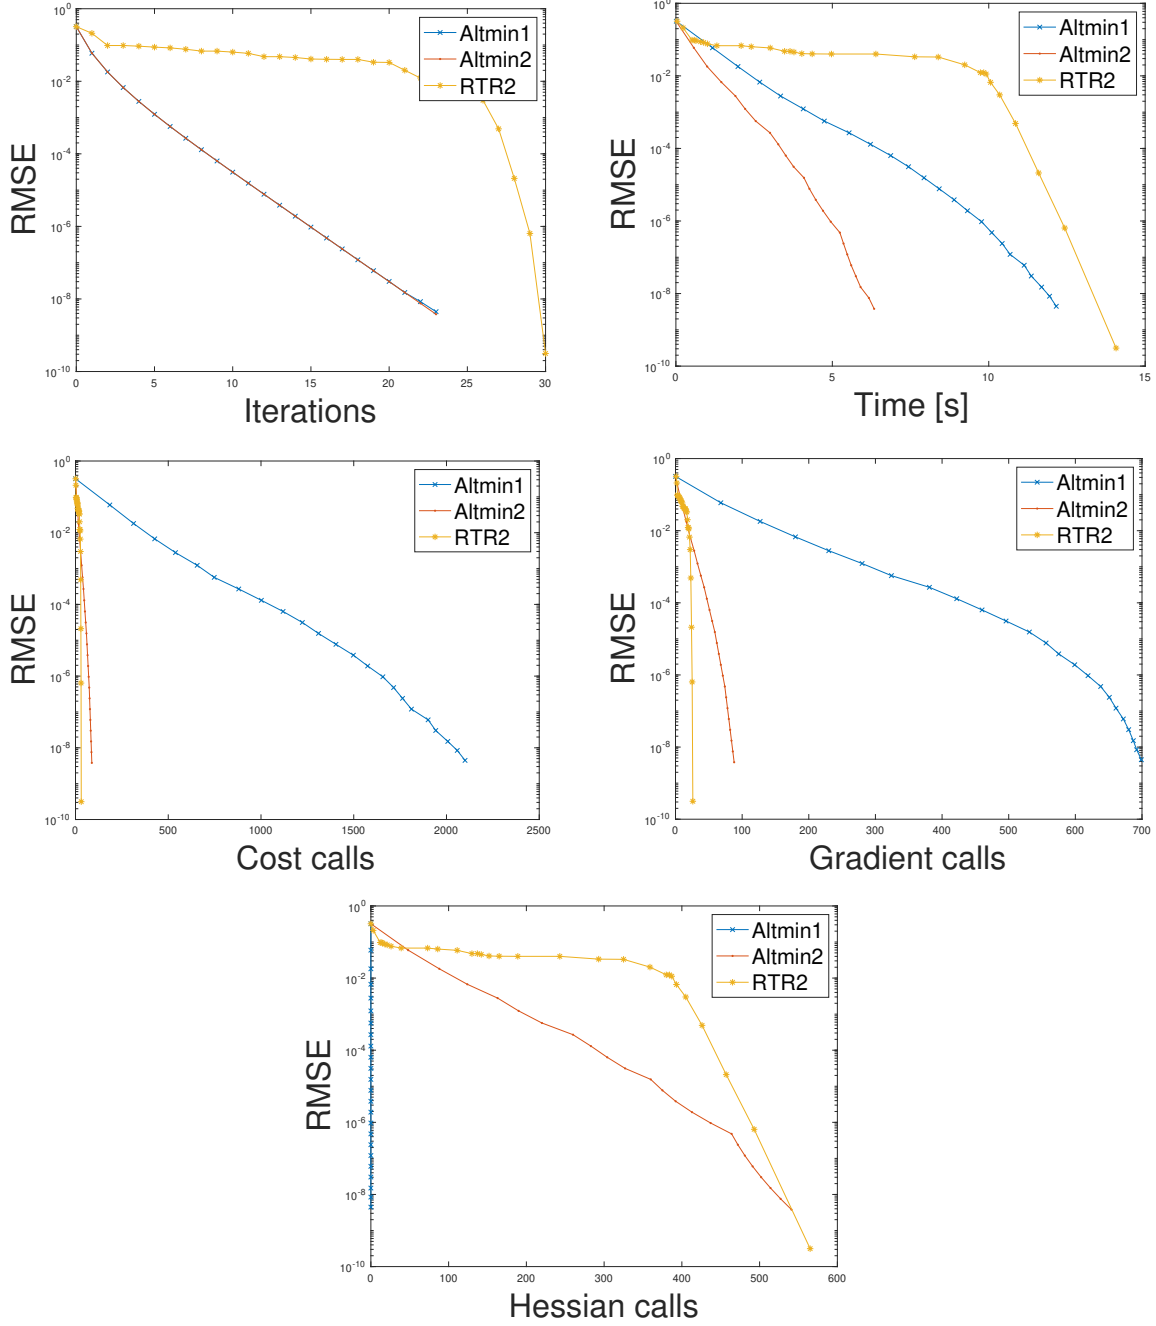 10^0
10^-2
10^-4
10^-6
10^-8
10^-10
RMSE
0 5 10 15 20 25 30
Iterations
Altmin1
Altmin2
RTR2
10^0
10^-2
10^-4
10^-6
10^-8
10^-10
RMSE
0 5 10 15
Time [s]
Altmin1
Altmin2
RTR2
10^0
10^-2
10^-4
10^-6
10^-8
10^-10
RMSE
0 500 1000 1500 2000 2500
Cost calls
Altmin1
Altmin2
RTR2
10^0
10^-2
10^-4
10^-6
10^-8
10^-10
RMSE
0 100 200 300 400 500 600 700
Gradient calls
Altmin1
Altmin2
RTR2
10^0
10^-2
10^-4
10^-6
10^-8
10^-10
RMSE
0 100 200 300 400 500 600
Hessian calls
Altmin1
Altmin2
RTR2